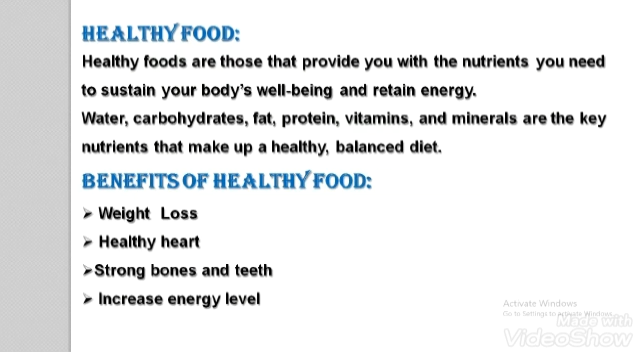 HEALTHY FOOD:
Healthy foods are those that provide you with the nutrients you need
to sustain your body's well-being and retain energy.
Water, carbohydrates, fat, protein, vitamins, and minerals are the key
nutrients that make up a healthy, balanced diet.
BENEFITS OF HEALTHY FOOD:
➢ Weight Loss
➢ Healthy heart
➢Strong bones and teeth
➢ Increase energy level
Activate Windows
Go to Settings to activate Windows.
Made with
VideoShow